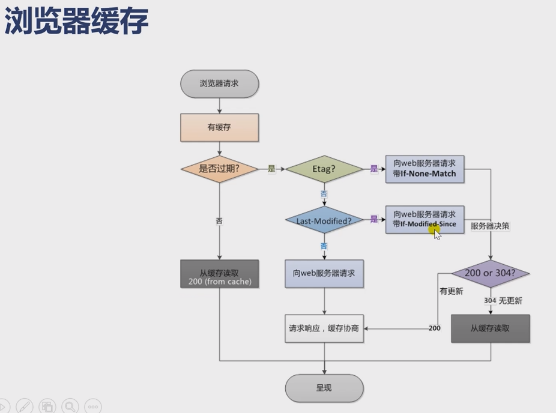 浏览器缓存
浏览器请求
有缓存
是否过期?
是
Etag?
是
向web服务器请求
带If-None-Match
否
否
Last-Modified?
是
向web服务器请求
带If-Modified-Since
服务器决策
否
从缓存读取
200 (from cache)
向web服务器请求
200 or 304?
有更新
304 无更新
请求响应，缓存协商
200
从缓存读取
呈现